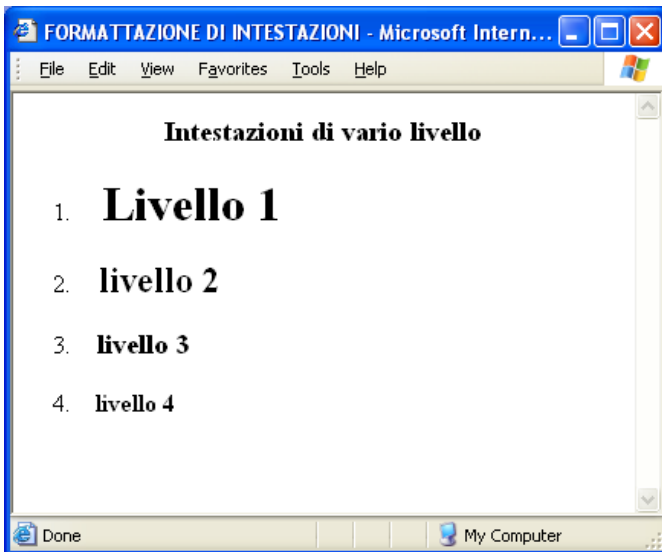 FORMATTAZIONE DI INTESTAZIONI - Microsoft Intern...
File Edit View Favorites Tools Help
Intestazioni di vario livello
1. Livello 1
2. livello 2
3. livello 3
4. livello 4
Done My Computer